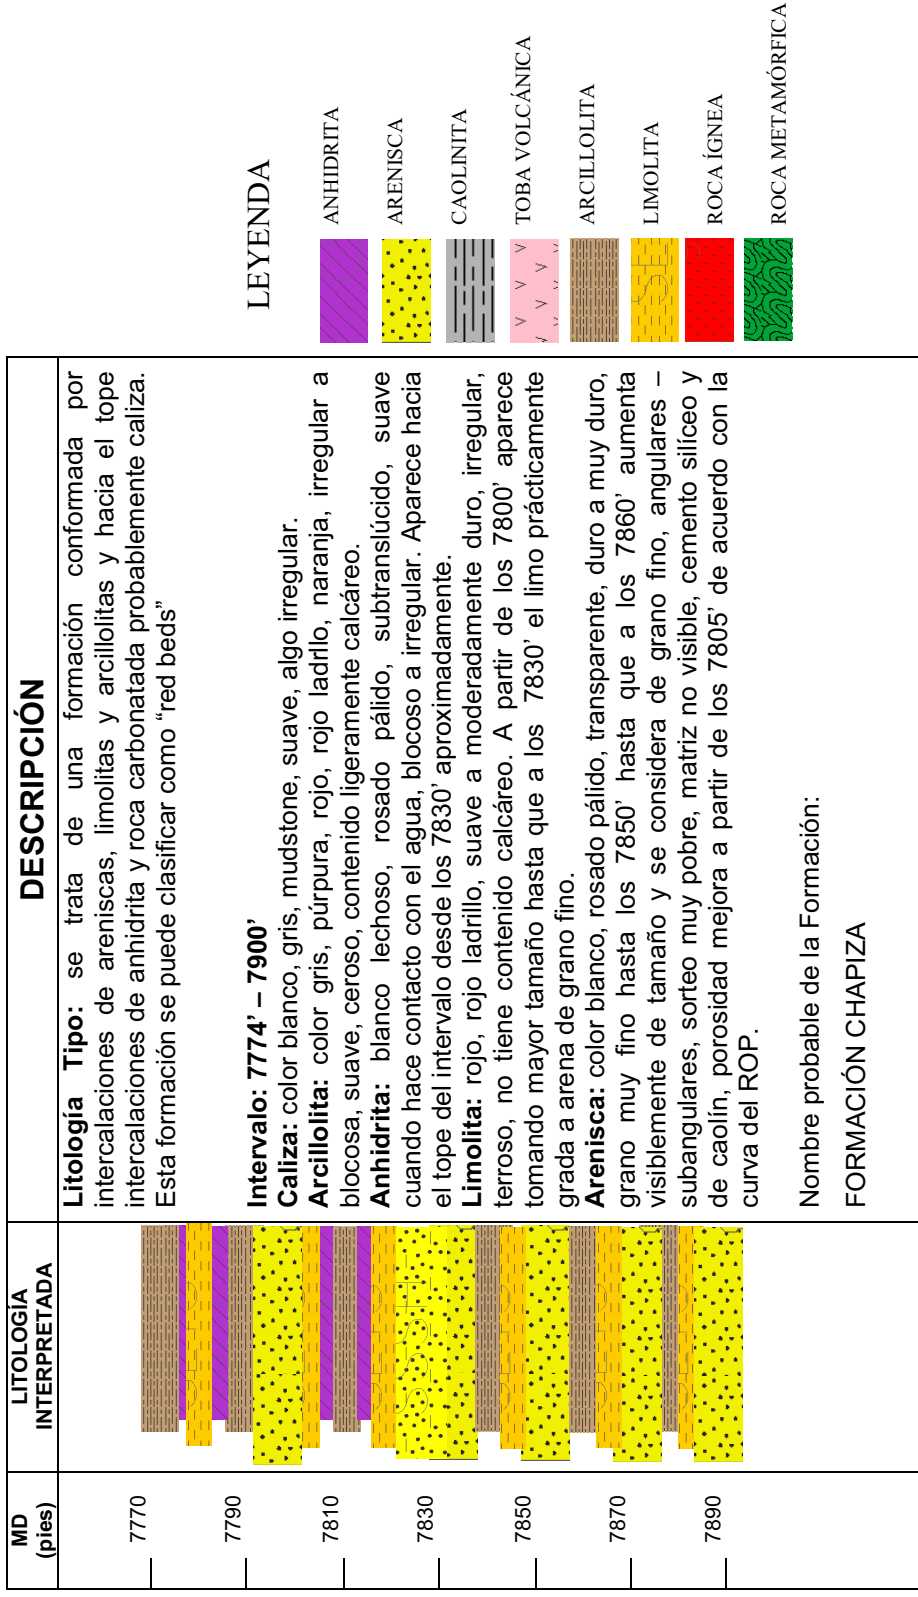 MD
(pies)
LITOLOGÍA
INTERPRETADA
DESCRIPCIÓN
7770
7790
7810
7830
7850
7870
7890
Litología Tipo: se trata de una formación conformada por
intercalaciones de areniscas, limolitas y arcillolitas y hacia el tope
intercalaciones de anhidrita y roca carbonatada probablemente caliza.
Esta formación se puede clasificar como “red beds”
Intervalo: 7774’ – 7900’
Caliza: color blanco, gris, mudstone, suave, algo irregular.
Arcillolita: color gris, púrpura, rojo, rojo ladrillo, naranja, irregular a
blocosa, suave, ceroso, contenido ligeramente calcáreo.
Anhidrita: blanco lechoso, rosado pálido, subtranslúcido, suave
cuando hace contacto con el agua, blocoso a irregular. Aparece hacia
el tope del intervalo desde los 7830’ aproximadamente.
Limolita: rojo, rojo ladrillo, suave a moderadamente duro, irregular,
terroso, no tiene contenido calcáreo. A partir de los 7800’ aparece
tomando mayor tamaño hasta que a los 7830’ el limo prácticamente
grada a arena de grano fino.
Arenisca: color blanco, rosado pálido, transparente, duro a muy duro,
grano muy fino hasta los 7850’ hasta que a los 7860’ aumenta
visiblemente de tamaño y se considera de grano fino, angulares –
subangulares, sorteo muy pobre, matriz no visible, cemento silíceo y
de caolín, porosidad mejora a partir de los 7805’ de acuerdo con la
curva del ROP.
Nombre probable de la Formación:
FORMACIÓN CHAPIZA
LEYENDA
ANHIDRITA
ARENISCA
CAOLINITA
TOBA VOLCÁNICA
ARCILLOLITA
LIMOLITA
ROCA ÍGNEA
ROCA METAMÓRFICA